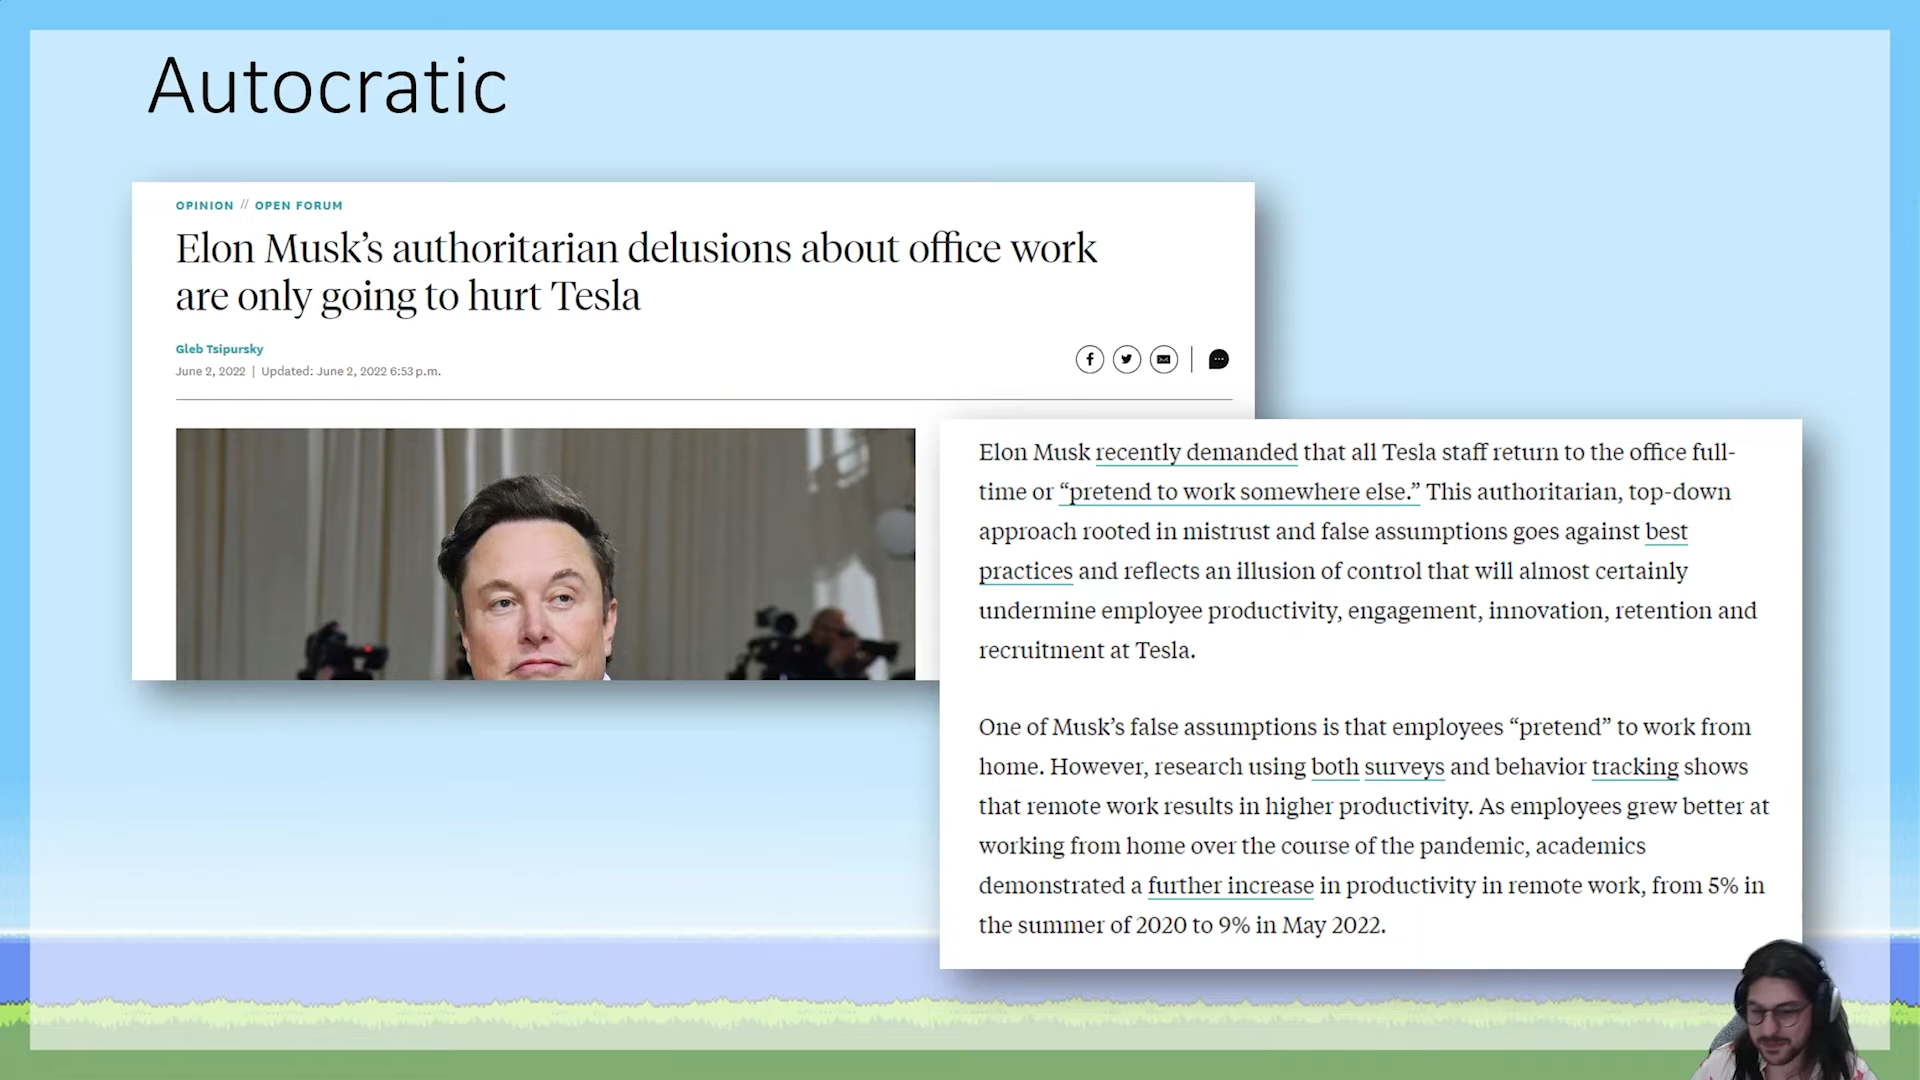 Autocratic
OPINION // OPEN FORUM
Elon Musk’s authoritarian delusions about office work
are only going to hurt Tesla
Gleb Tsipursky
June 2, 2022 | Updated: June 2, 2022 6:53 p.m.
Elon Musk recently demanded that all Tesla staff return to the office full-
time or “pretend to work somewhere else.” This authoritarian, top-down
approach rooted in mistrust and false assumptions goes against best
practices and reflects an illusion of control that will almost certainly
undermine employee productivity, engagement, innovation, retention and
recruitment at Tesla.
One of Musk’s false assumptions is that employees “pretend” to work from
home. However, research using both surveys and behavior tracking shows
that remote work results in higher productivity. As employees grew better at
working from home over the course of the pandemic, academics
demonstrated a further increase in productivity in remote work, from 5% in
the summer of 2020 to 9% in May 2022.